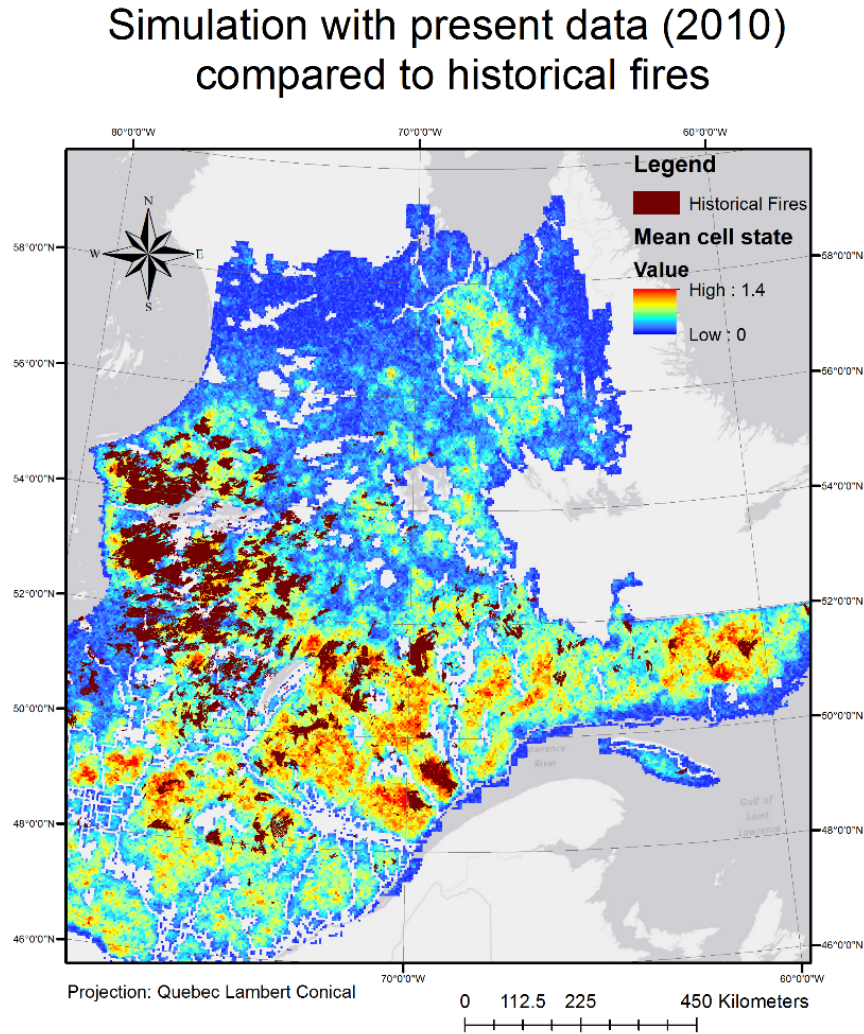 Simulation with present data (2010)
compared to historical fires
80°0'0"W
70°0'0"W
60°0'0"W
Legend
Historical Fires
Mean cell state
Value
High : 1.4
Low : 0
N
W
E
S
58°0'0"N
58°0'0"N
56°0'0"N
56°0'0"N
54°0'0"N
54°0'0"N
52°0'0"N
52°0'0"N
50°0'0"N
50°0'0"N
48°0'0"N
48°0'0"N
46°0'0"N
46°0'0"N
awrence
River
Gulf of
Saint
Lawrence
70°0'0"W
60°0'0"W
Projection: Quebec Lambert Conical
0 112.5 225 450 Kilometers